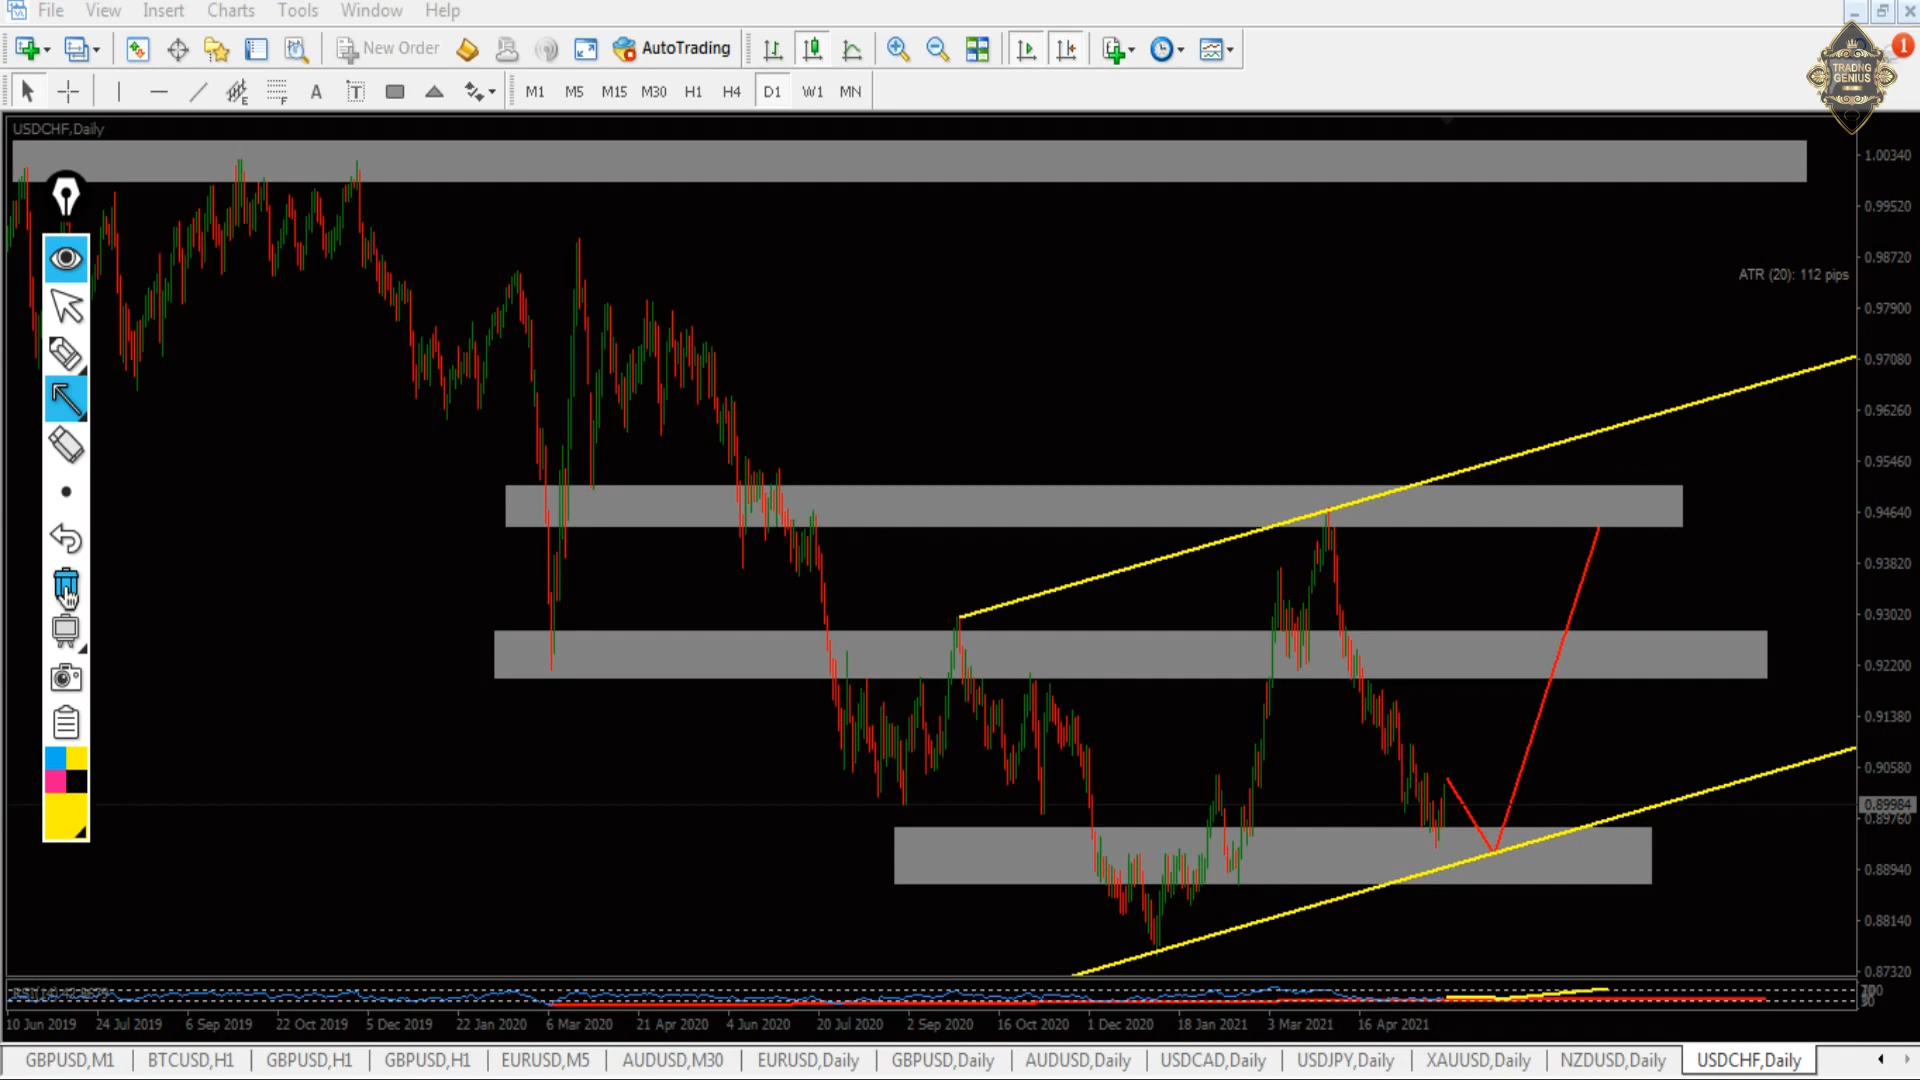 File View Insert Charts Tools Window Help
1
New Order AutoTrading
TRADNG
GENIUS
E F A T M1 M5 M15 M30 H1 H4 D1 W1 MN
USDCHF,Daily
1.00340
0.99520
0.98720
ATR (20): 112 pips
0.97900
0.97080
0.96260
0.95460
0.94640
0.93820
0.93020
0.92200
0.91380
0.90580
0.89984
0.89760
0.88940
0.88140
0.87320
10 Jun 2019 24 Jul 2019 6 Sep 2019 22 Oct 2019 5 Dec 2019 22 Jan 2020 6 Mar 2020 21 Apr 2020 4 Jun 2020 20 Jul 2020 2 Sep 2020 16 Oct 2020 1 Dec 2020 18 Jan 2021 3 Mar 2021 16 Apr 2021
GBPUSD,M1 BTCUSD,H1 GBPUSD,H1 GBPUSD,H1 EURUSD,M5 AUDUSD,M30 EURUSD,Daily GBPUSD,Daily AUDUSD,Daily USDCAD,Daily USDJPY,Daily XAUUSD,Daily NZDUSD,Daily USDCHF,Daily